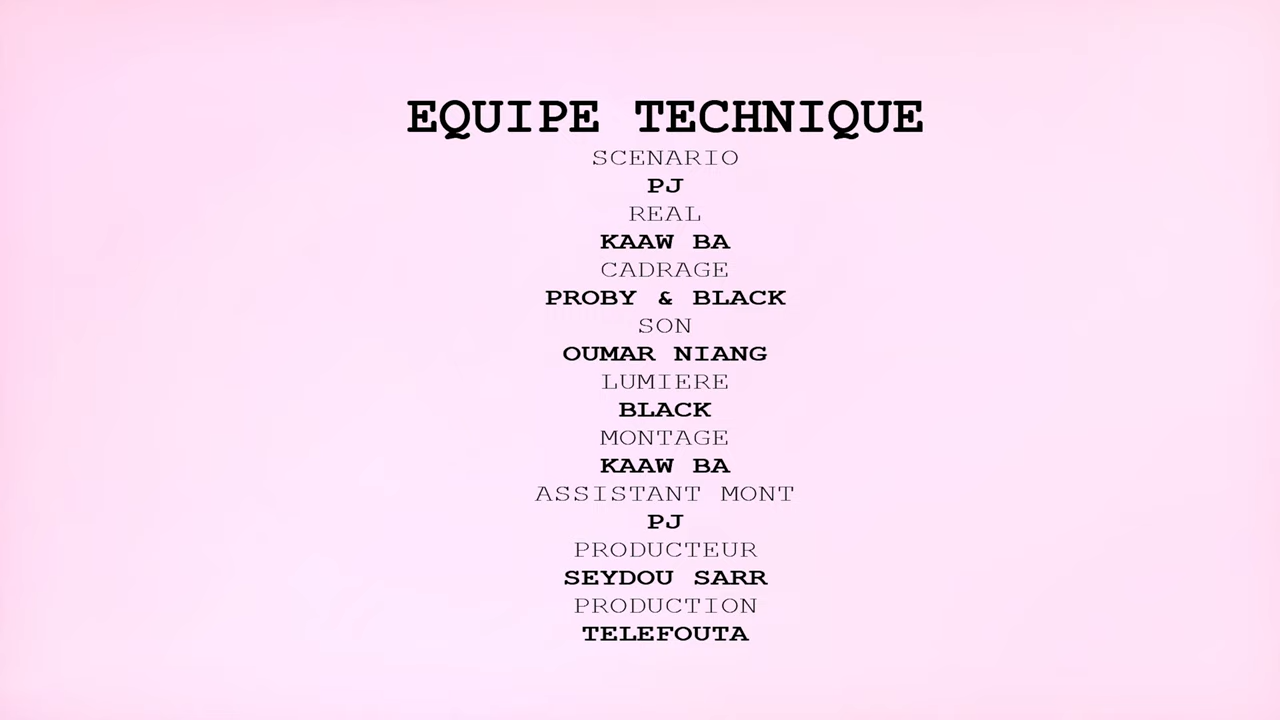 EQUIPE TECHNIQUE
SCENARIO
PJ
REAL
KAAW BA
CADRAGE
PROBY & BLACK
SON
OUMAR NIANG
LUMIERE
BLACK
MONTAGE
KAAW BA
ASSISTANT MONT
PJ
PRODUCTEUR
SEYDOU SARR
PRODUCTION
TELEFOUTA